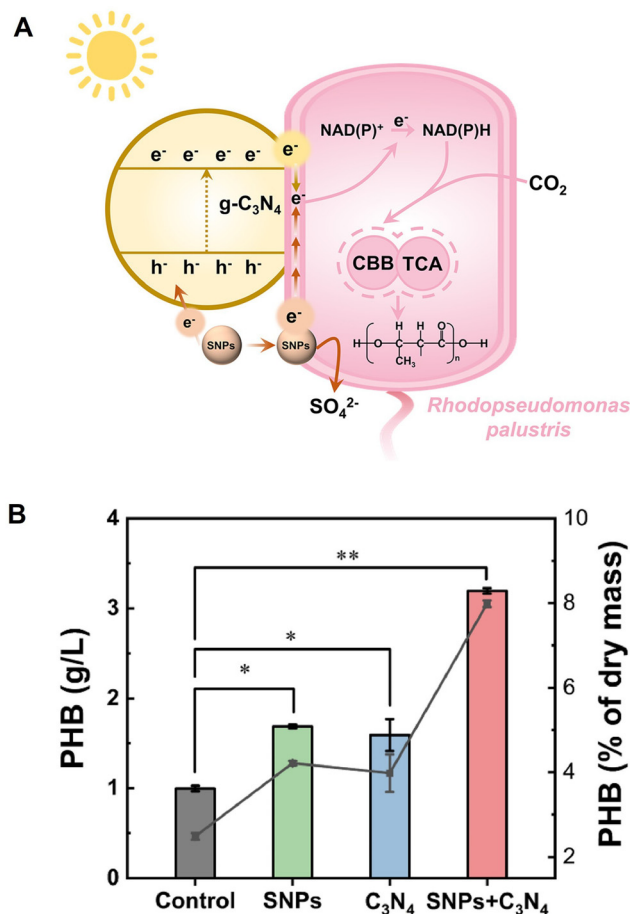 A
e⁻ e⁻ e⁻ e⁻ e⁻
g-C₃N₄
e⁻
h⁻ h⁻ h⁻ h⁻
e⁻
SNPs
e⁻
SNPs
SO₄²⁻
NAD(P)⁺ e⁻ NAD(P)H
CO₂
CBB TCA
H O H
H-(O-C-C-C-)O-H
CH₃ H n
Rhodopseudomonas
palustris
B
PHB (g/L)
4
3
2
1
0
**
*
*
10
8
6
4
2
PHB (% of dry mass)
Control SNPs C₃N₄ SNPs+C₃N₄